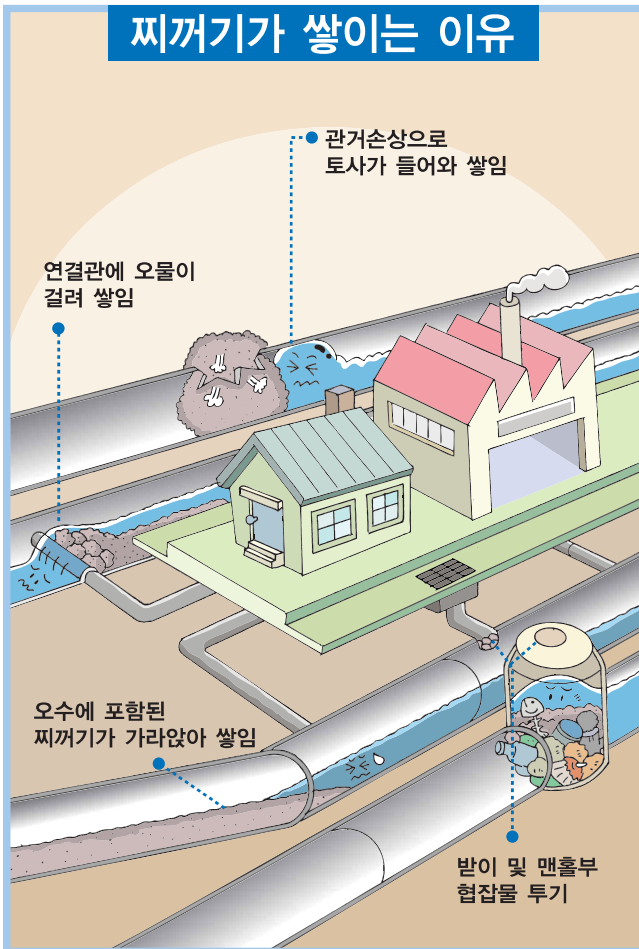 찌꺼기가 쌓이는 이유
관거손상으로
토사가 들어와 쌓임
연결관에 오물이
걸려 쌓임
오수에 포함된
찌꺼기가 가라앉아 쌓임
받이 및 맨홀부
협잡물 투기